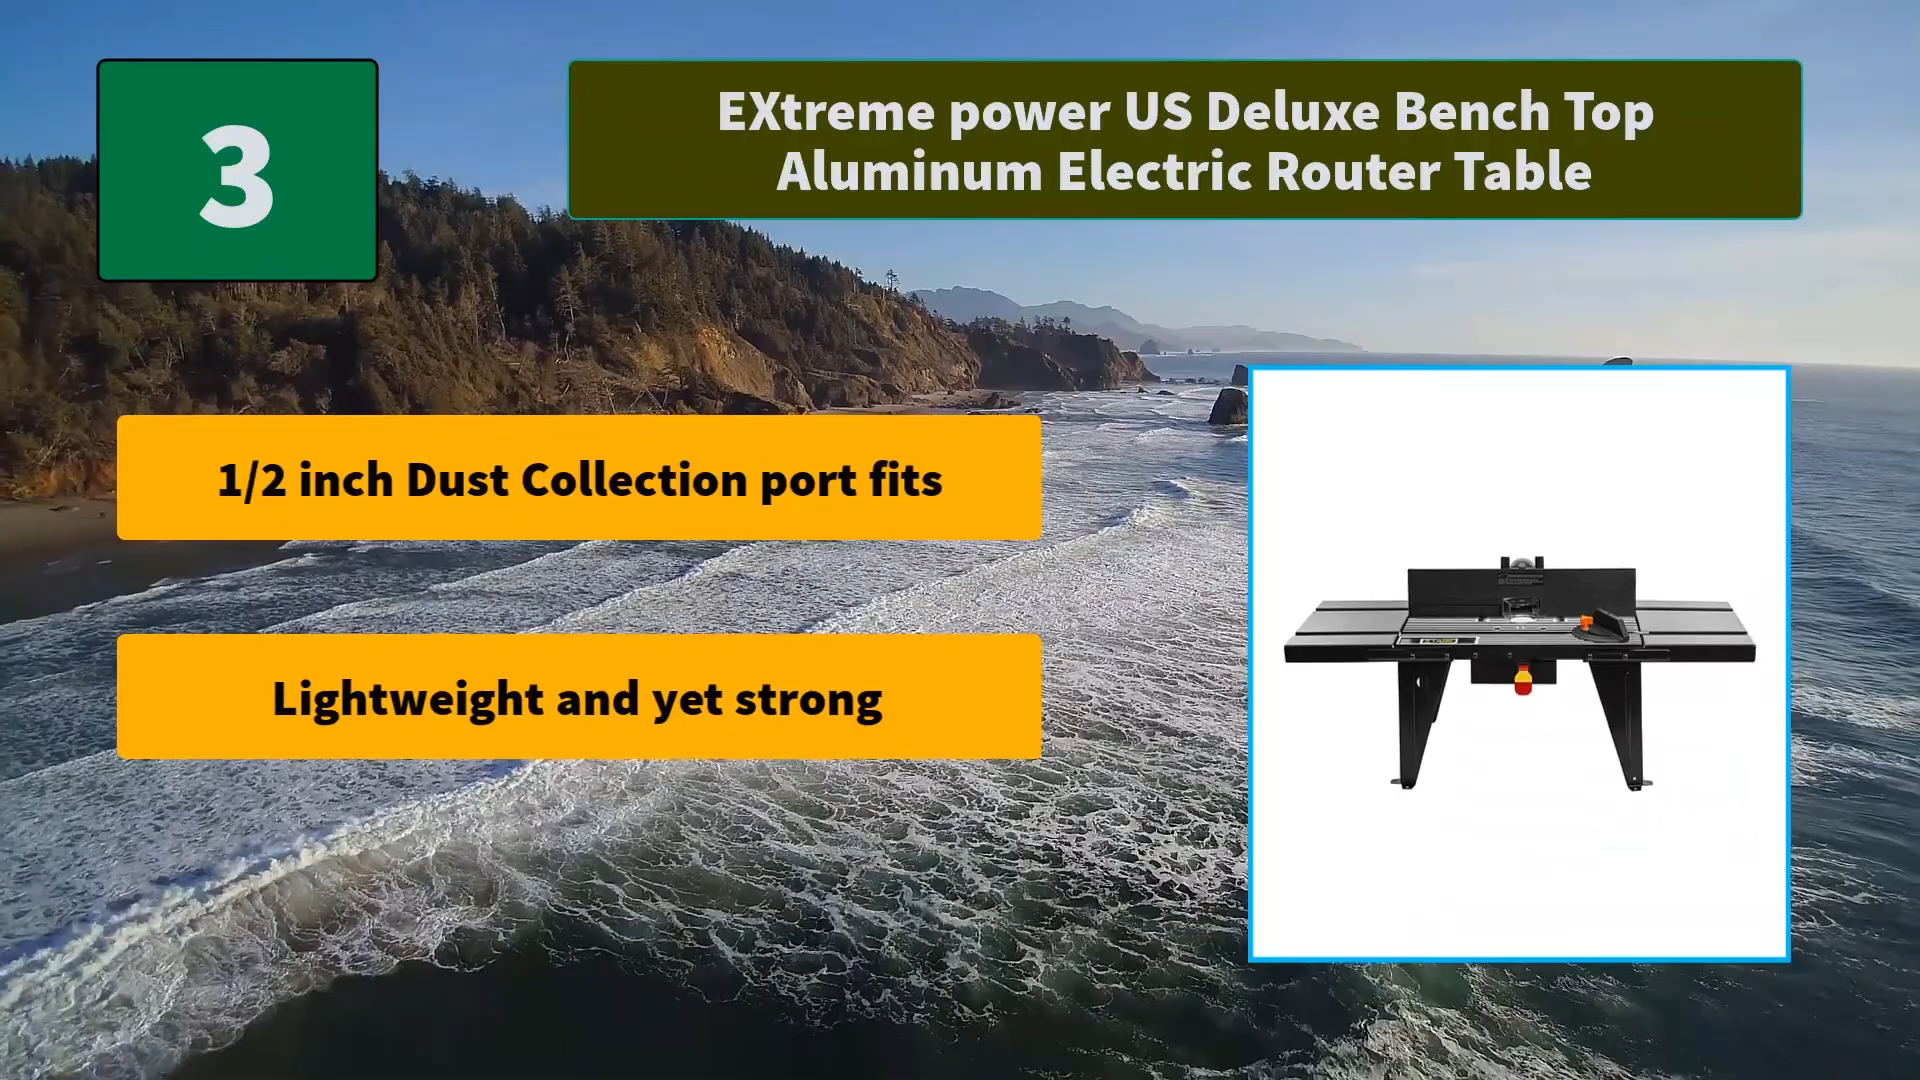 3
EXtreme power US Deluxe Bench Top
Aluminum Electric Router Table
1/2 inch Dust Collection port fits
Lightweight and yet strong